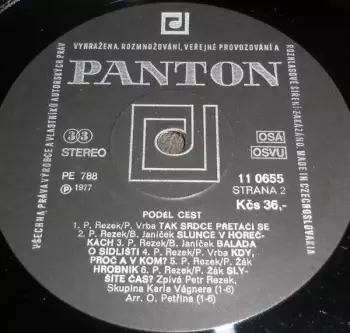 VYHRAŽENA. ROZMNOŽOVÁNÍ, VEŘEJNÉ PROVOZOVÁNÍ A
ROZHLASOVÉ ŠÍŘENÍ ZAKÁZÁNO. MADE IN CZECHOSLOVAKIA
VŠECHNA PRÁVA VÝROBCE A VLASTNÍKŮ AUTORSKÝCH PRÁV
PANTON
33
STEREO
OSA
OSVU
PE 788
℗ 1977
11 0655
STRANA 2
Kčs 36,-
PODÉL CEST
1. P. Rezek/P. Vrba TAK SRDCE PRETÁČÍ SE
2. P. Rezek/B. Janíček SLUNCE V HOREČ-
KÁCH 3. P. Rezek/B. Janíček BALADA
O SÍDLIŠTI 4. P. Rezek/P. Vrba KDY,
PROČ A V KOM? 5. P. Rezek/P. Žák
HROBNÍK 6. P. Rezek/P. Žák SLY-
ŠÍTE ČAS? Zpívá Petr Rezek,
Skupina Karla Vágnera (1-6)
Arr. O. Petřina (1-6)